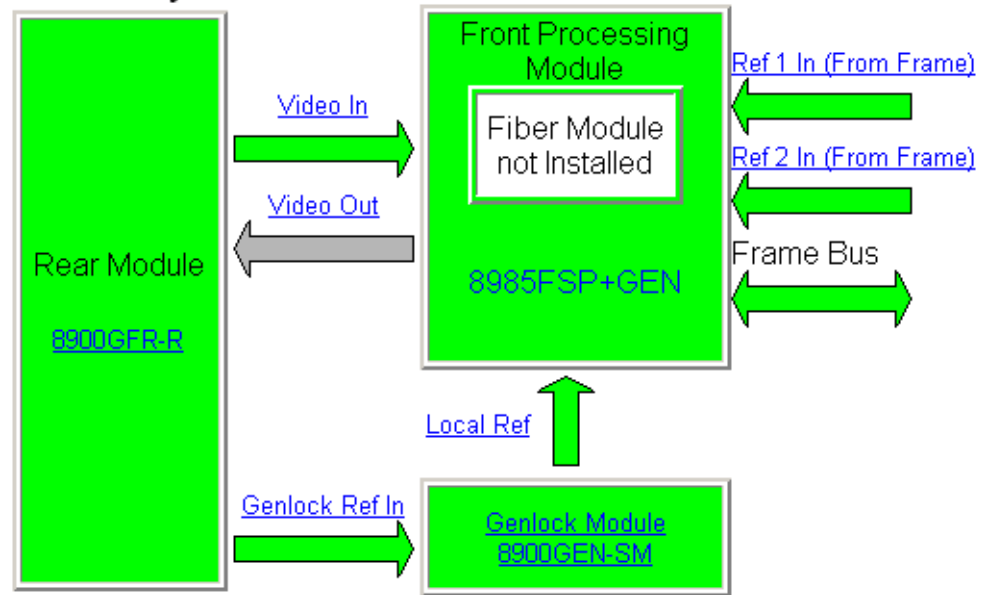 Front Processing
Module
Ref 1 In (From Frame)
Video In
Fiber Module
not Installed
Ref 2 In (From Frame)
Video Out
Frame Bus
Rear Module
8985FSP+GEN
8900GFR-R
Local Ref
Genlock Ref In
Genlock Module
8900GEN-SM